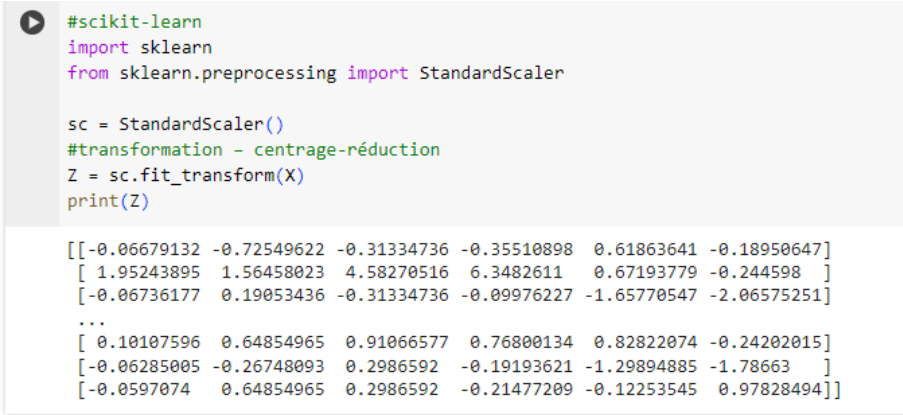 #scikit-learn
import sklearn
from sklearn.preprocessing import StandardScaler
sc = StandardScaler()
#transformation – centrage-réduction
Z = sc.fit_transform(X)
print(Z)
[[-0.06679132 -0.72549622 -0.31334736 -0.35510898  0.61863641 -0.18950647]
 [ 1.95243895  1.56458023  4.58270516  6.3482611   0.67193779 -0.244598  ]
 [-0.06736177  0.19053436 -0.31334736 -0.09976227 -1.65770547 -2.06575251]
 ...
 [ 0.10107596  0.64854965  0.91066577  0.76800134  0.82822074 -0.24202015]
 [-0.06285005 -0.26748093  0.2986592  -0.19193621 -1.29894885 -1.78663   ]
 [-0.0597074   0.64854965  0.2986592  -0.21477209 -0.12253545  0.97828494]]